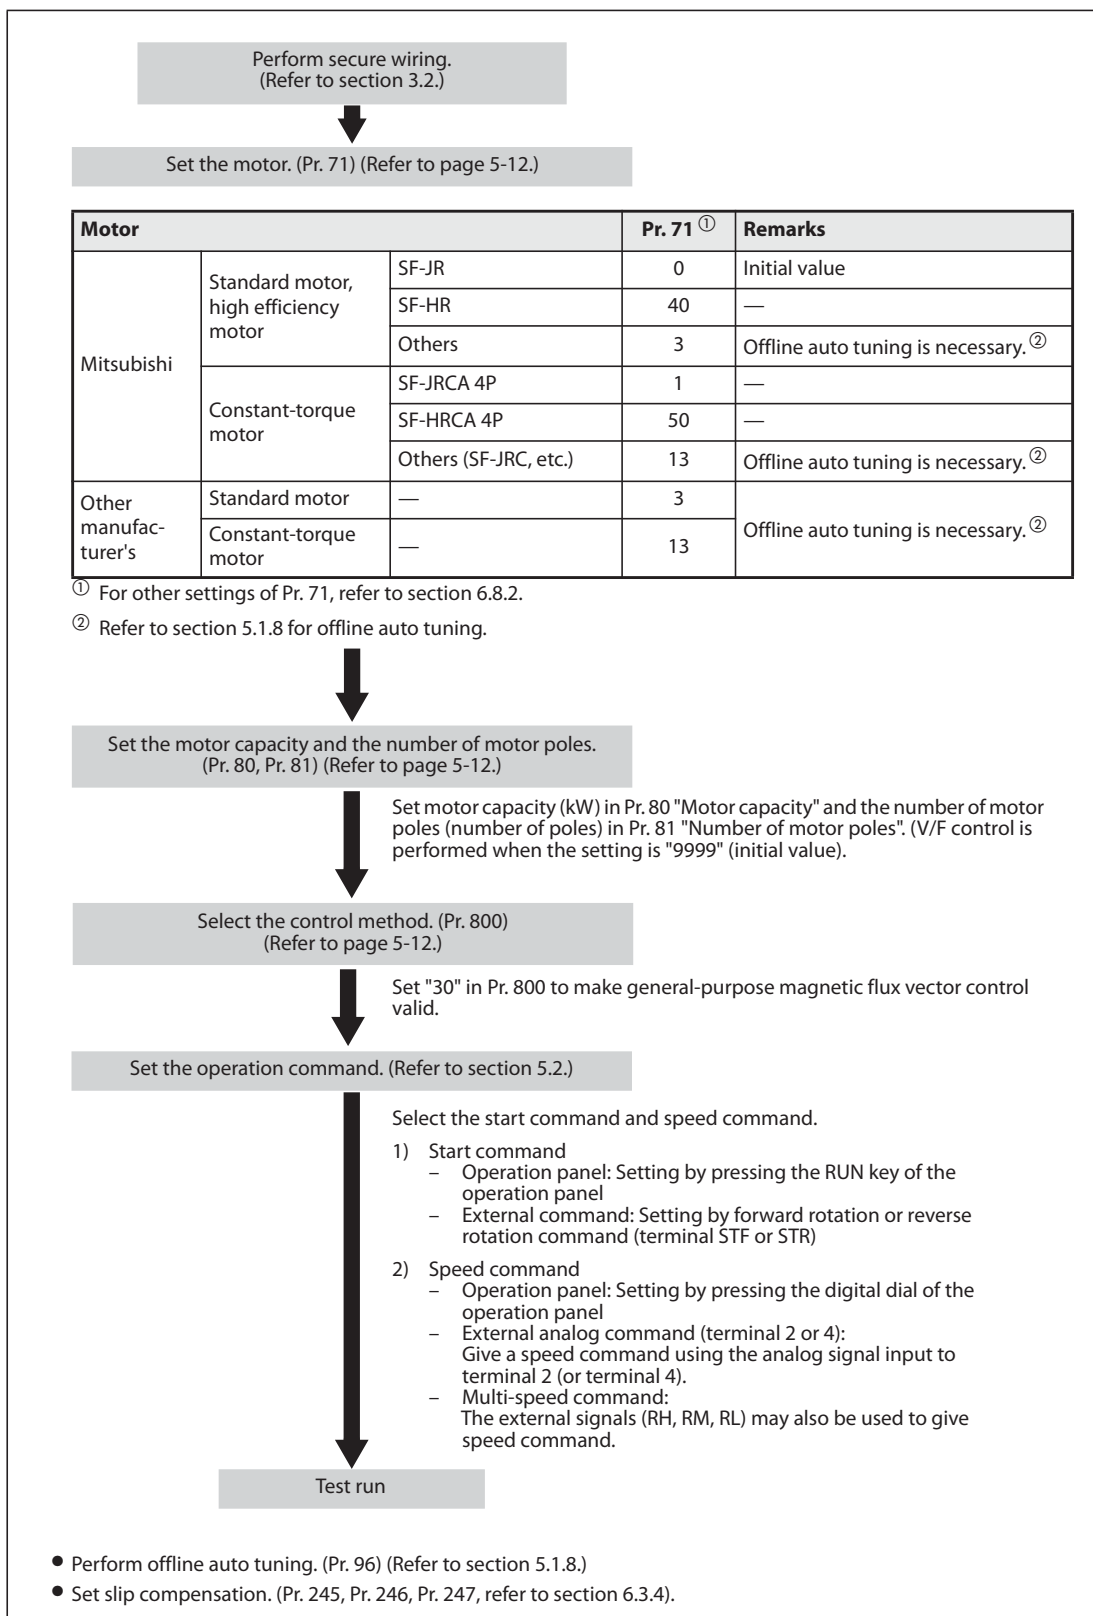 Perform secure wiring.
(Refer to section 3.2.)
Set the motor. (Pr. 71) (Refer to page 5-12.)
Motor Pr. 71 ① Remarks
Mitsubishi
Standard motor,
high efficiency
motor
SF-JR 0 Initial value
SF-HR 40 —
Others 3 Offline auto tuning is necessary. ②
Constant-torque
motor
SF-JRCA 4P 1 —
SF-HRCA 4P 50 —
Others (SF-JRC, etc.) 13 Offline auto tuning is necessary. ②
Other
manufac-
turer's
Standard motor — 3
Constant-torque
motor
— 13
Offline auto tuning is necessary. ②
① For other settings of Pr. 71, refer to section 6.8.2.
② Refer to section 5.1.8 for offline auto tuning.
Set the motor capacity and the number of motor poles.
(Pr. 80, Pr. 81) (Refer to page 5-12.)
Set motor capacity (kW) in Pr. 80 "Motor capacity" and the number of motor
poles (number of poles) in Pr. 81 "Number of motor poles". (V/F control is
performed when the setting is "9999" (initial value).
Select the control method. (Pr. 800)
(Refer to page 5-12.)
Set "30" in Pr. 800 to make general-purpose magnetic flux vector control
valid.
Set the operation command. (Refer to section 5.2.)
Select the start command and speed command.
1) Start command
– Operation panel: Setting by pressing the RUN key of the
operation panel
– External command: Setting by forward rotation or reverse
rotation command (terminal STF or STR)
2) Speed command
– Operation panel: Setting by pressing the digital dial of the
operation panel
– External analog command (terminal 2 or 4):
Give a speed command using the analog signal input to
terminal 2 (or terminal 4).
– Multi-speed command:
The external signals (RH, RM, RL) may also be used to give
speed command.
Test run
● Perform offline auto tuning. (Pr. 96) (Refer to section 5.1.8.)
● Set slip compensation. (Pr. 245, Pr. 246, Pr. 247, refer to section 6.3.4).